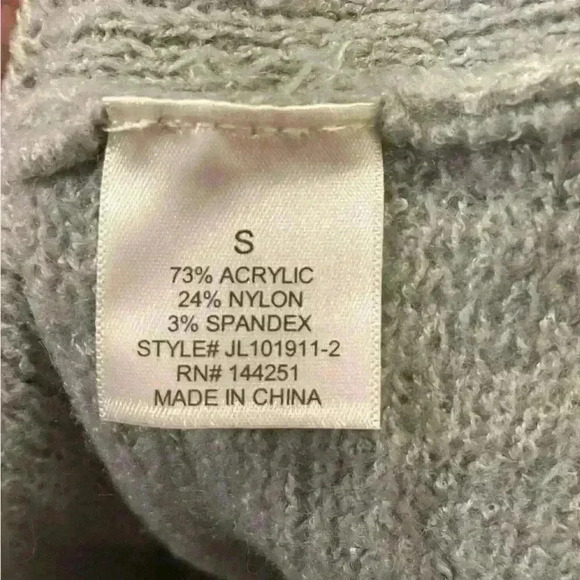 S
73% ACRYLIC
24% NYLON
3% SPANDEX
STYLE# JL101911-2
RN# 144251
MADE IN CHINA